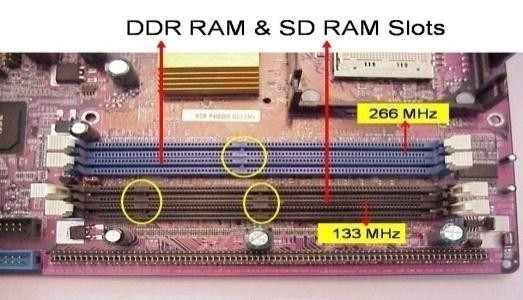 DDR RAM & SD RAM Slots
266 MHz
133 MHz